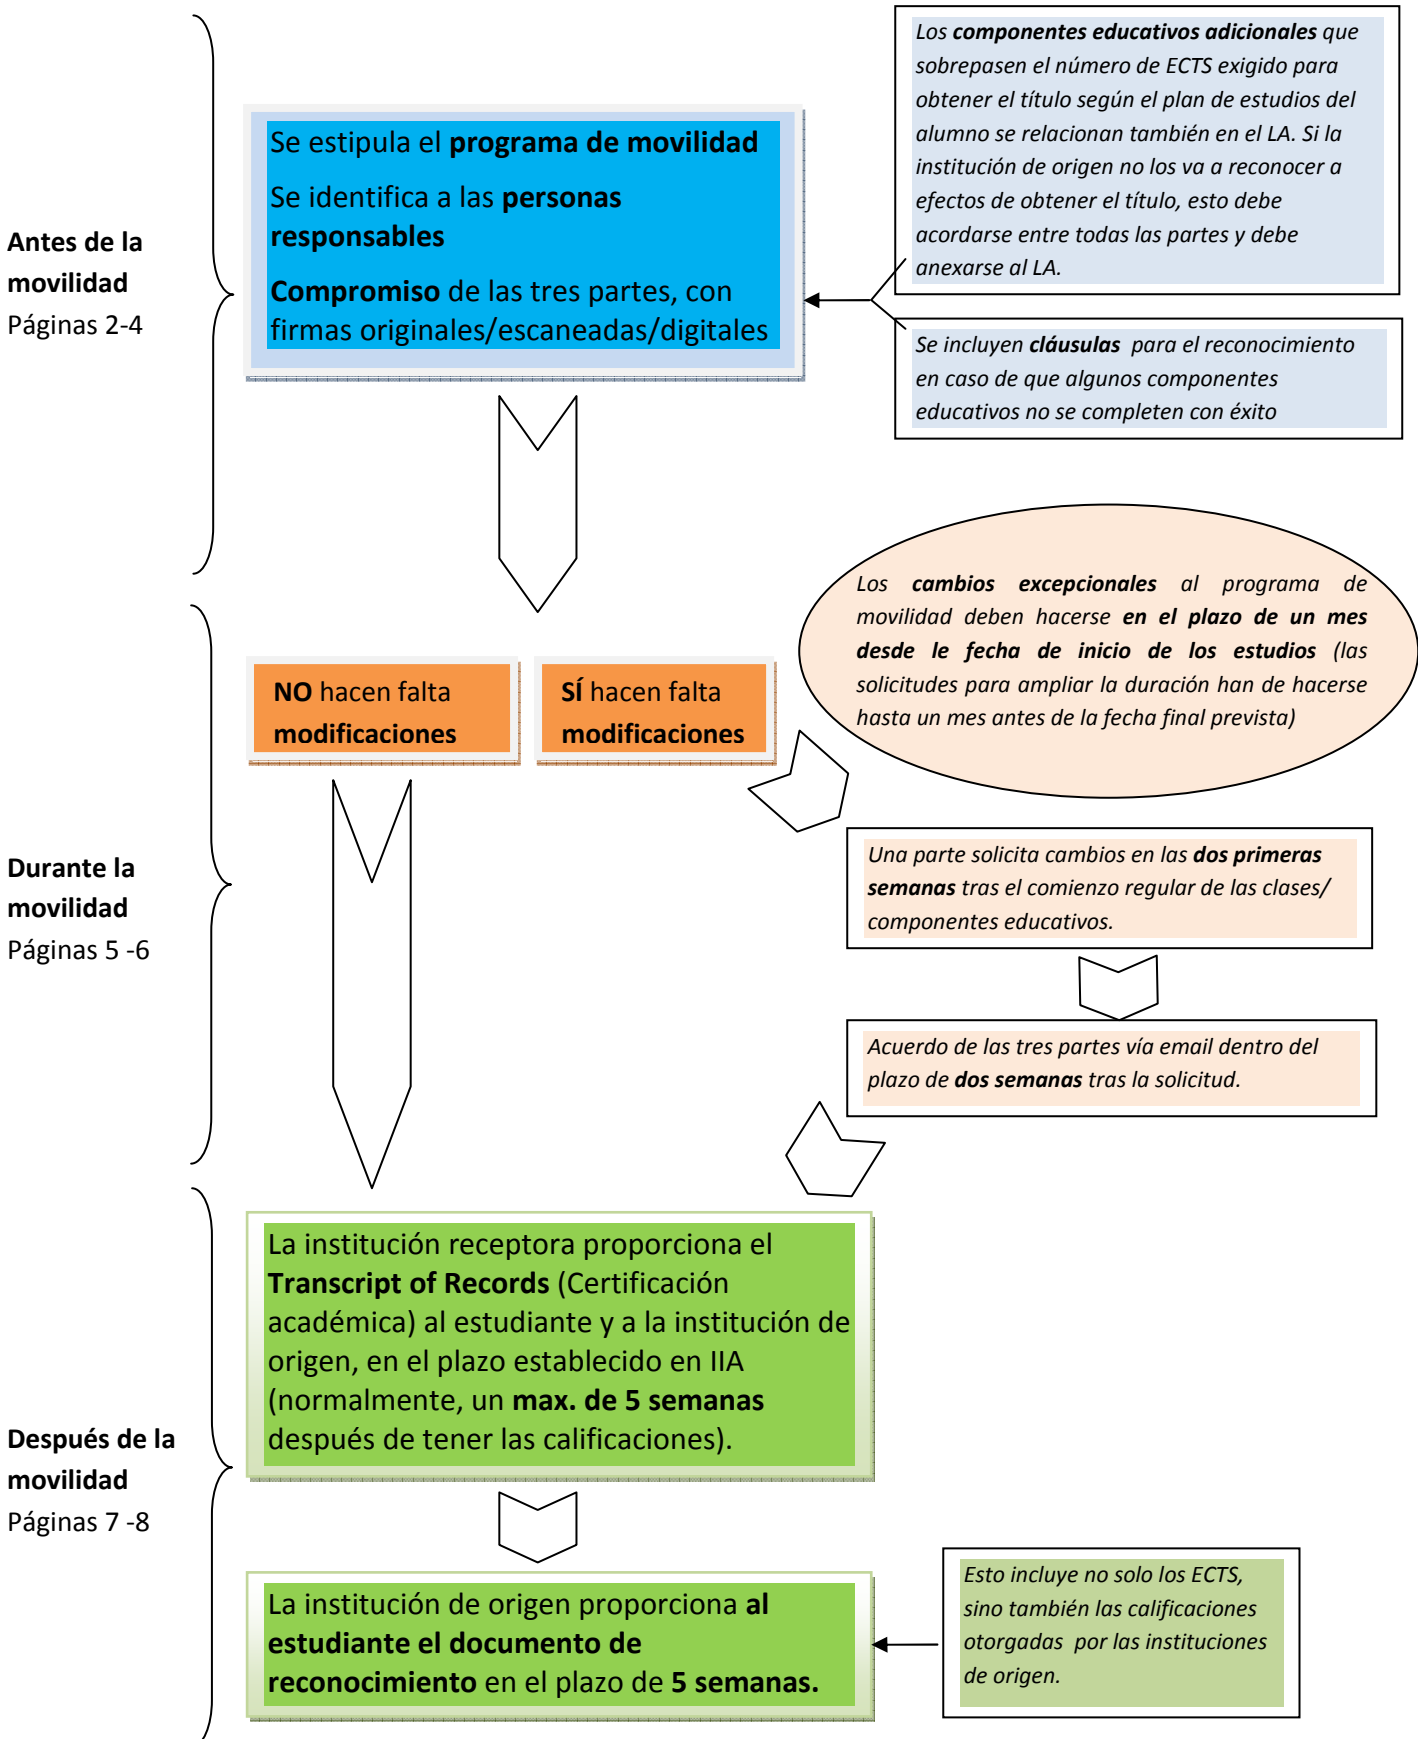 Los componentes educativos adicionales que
sobrepasen el número de ECTS exigido para
obtener el título según el plan de estudios del
alumno se relacionan también en el LA. Si la
institución de origen no los va a reconocer a
efectos de obtener el título, esto debe
acordarse entre todas las partes y debe
anexarse al LA.
Se estipula el programa de movilidad
Se identifica a las personas
responsables
Compromiso de las tres partes, con
firmas originales/escaneadas/digitales
Antes de la
movilidad
Páginas 2-4
Se incluyen cláusulas para el reconocimiento
en caso de que algunos componentes
educativos no se completen con éxito
Los cambios excepcionales al programa de
movilidad deben hacerse en el plazo de un mes
desde le fecha de inicio de los estudios (las
solicitudes para ampliar la duración han de hacerse
hasta un mes antes de la fecha final prevista)
NO hacen falta
modificaciones
SÍ hacen falta
modificaciones
Durante la
movilidad
Páginas 5 -6
Una parte solicita cambios en las dos primeras
semanas tras el comienzo regular de las clases/
componentes educativos.
Acuerdo de las tres partes vía email dentro del
plazo de dos semanas tras la solicitud.
La institución receptora proporciona el
Transcript of Records (Certificación
académica) al estudiante y a la institución de
origen, en el plazo establecido en IIA
(normalmente, un max. de 5 semanas
después de tener las calificaciones).
Después de la
movilidad
Páginas 7 -8
La institución de origen proporciona al
estudiante el documento de
reconocimiento en el plazo de 5 semanas.
Esto incluye no solo los ECTS,
sino también las calificaciones
otorgadas por las instituciones
de origen.